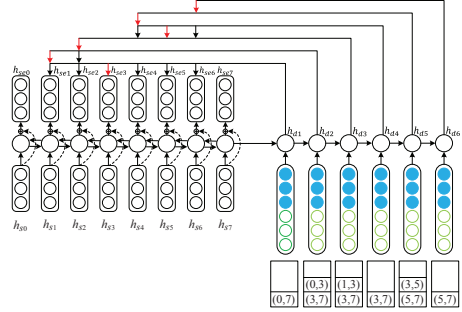 h_se0 h_se1 h_se2 h_se3 h_se4 h_se5 h_se6 h_se7
h_d1 h_d2 h_d3 h_d4 h_d5 h_d6
h_s0 h_s1 h_s2 h_s3 h_s4 h_s5 h_s6 h_s7
(0,3) (1,3) (3,5)
(0,7) (3,7) (3,7) (3,7) (5,7) (5,7)